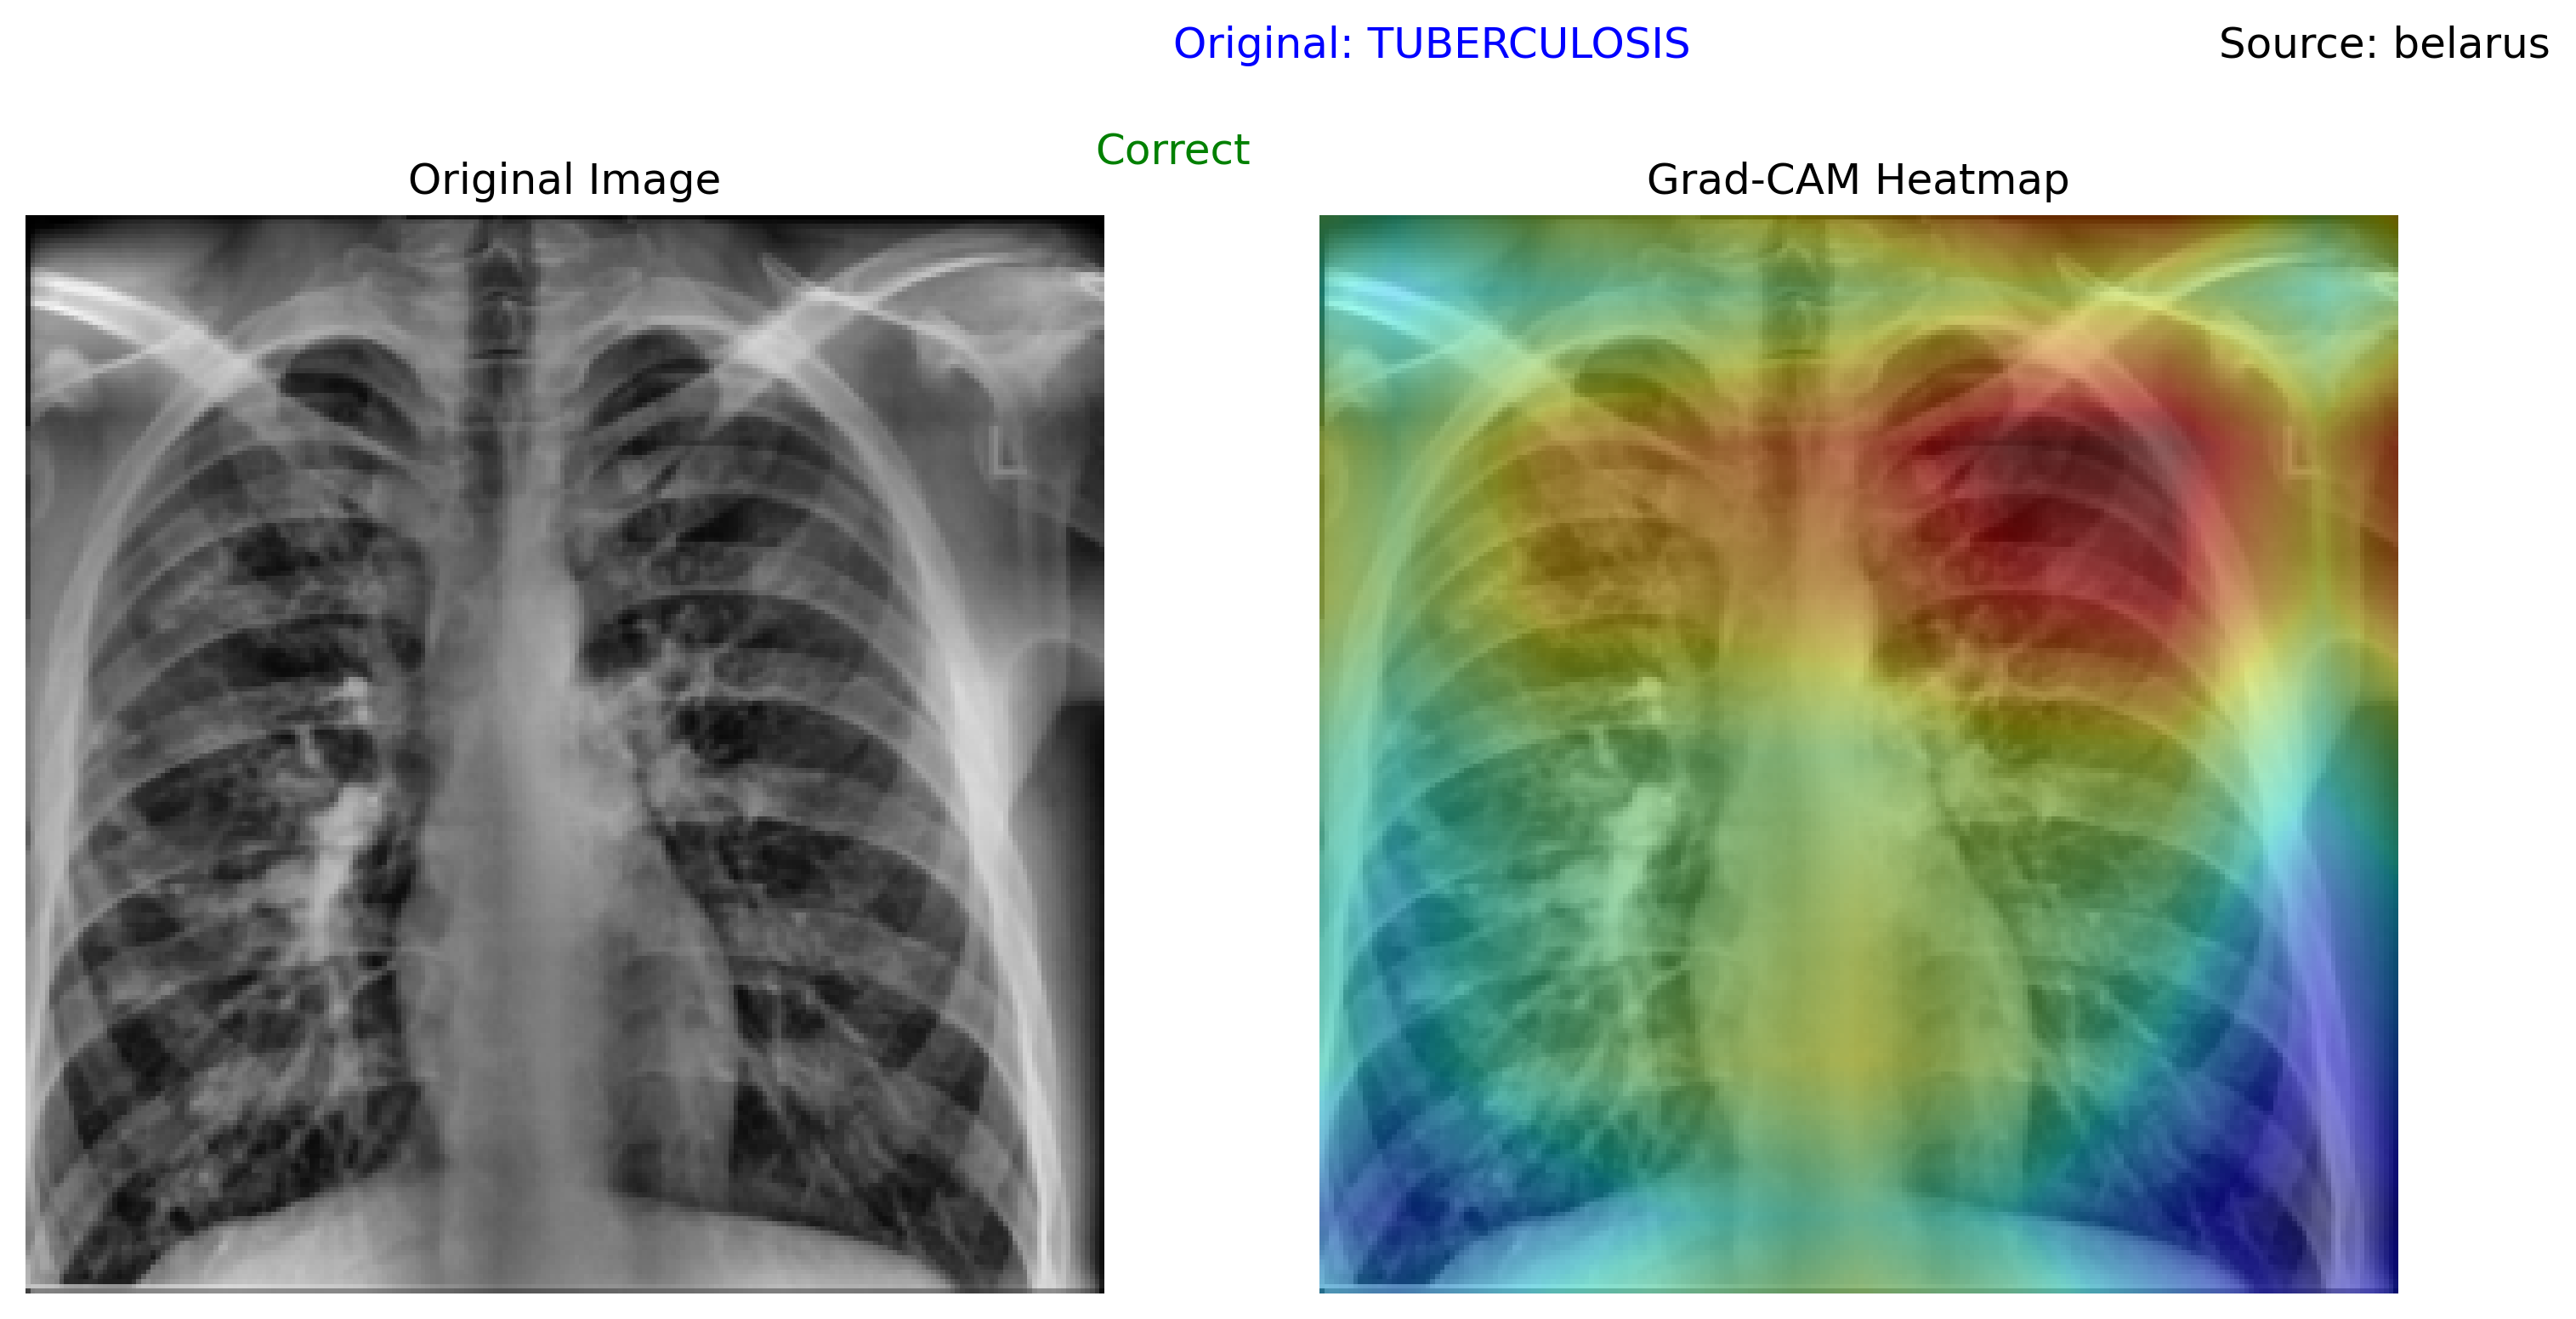 Original: TUBERCULOSIS
Source: belarus
Correct
Original Image
Grad-CAM Heatmap
L
L